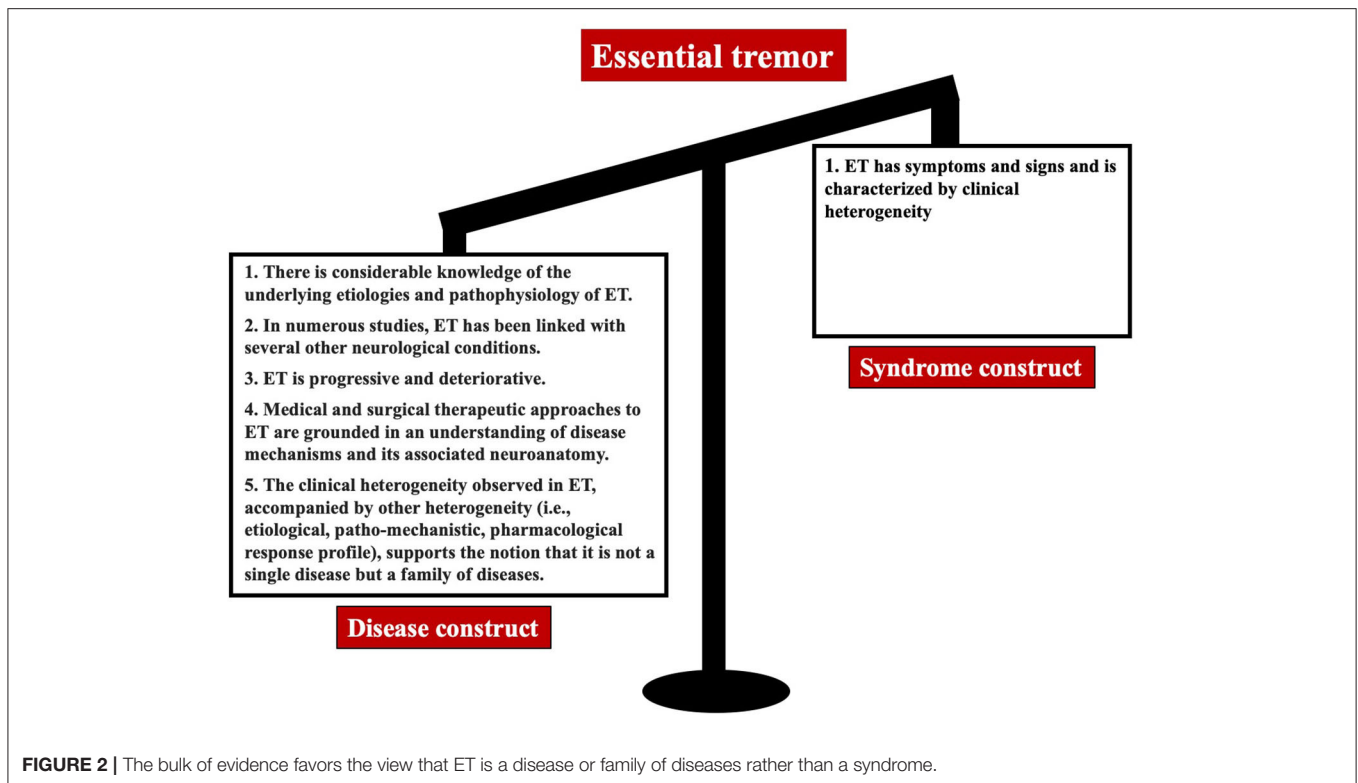 Essential tremor
1. ET has symptoms and signs and is
characterized by clinical
heterogeneity
Syndrome construct
1. There is considerable knowledge of the
underlying etiologies and pathophysiology of ET.
2. In numerous studies, ET has been linked with
several other neurological conditions.
3. ET is progressive and deteriorative.
4. Medical and surgical therapeutic approaches to
ET are grounded in an understanding of disease
mechanisms and its associated neuroanatomy.
5. The clinical heterogeneity observed in ET,
accompanied by other heterogeneity (i.e.,
etiological, patho-mechanistic, pharmacological
response profile), supports the notion that it is not a
single disease but a family of diseases.
Disease construct
FIGURE 2 | The bulk of evidence favors the view that ET is a disease or family of diseases rather than a syndrome.